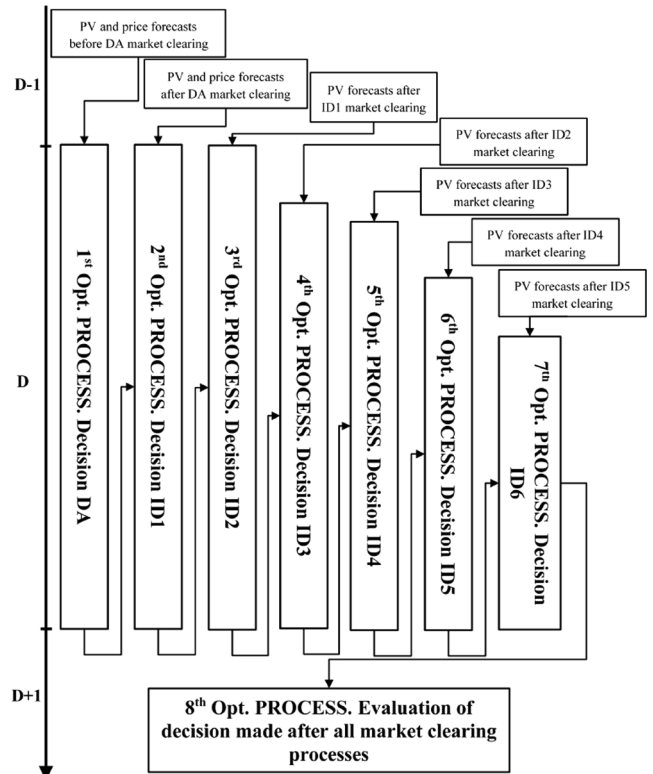 PV and price forecasts
before DA market clearing
D-1
PV and price forecasts
after DA market clearing
PV forecasts after
ID1 market clearing
PV forecasts after ID2
market clearing
PV forecasts after ID3
market clearing
PV forecasts after ID4
market clearing
PV forecasts after ID5
market clearing
D
1st Opt. PROCESS. Decision DA
2nd Opt. PROCESS. Decision ID1
3rd Opt. PROCESS. Decision ID2
4th Opt. PROCESS. Decision ID3
5th Opt. PROCESS. Decision ID4
6th Opt. PROCESS. Decision ID5
7th Opt. PROCESS. Decision
ID6
D+1
8th Opt. PROCESS. Evaluation of
decision made after all market clearing
processes